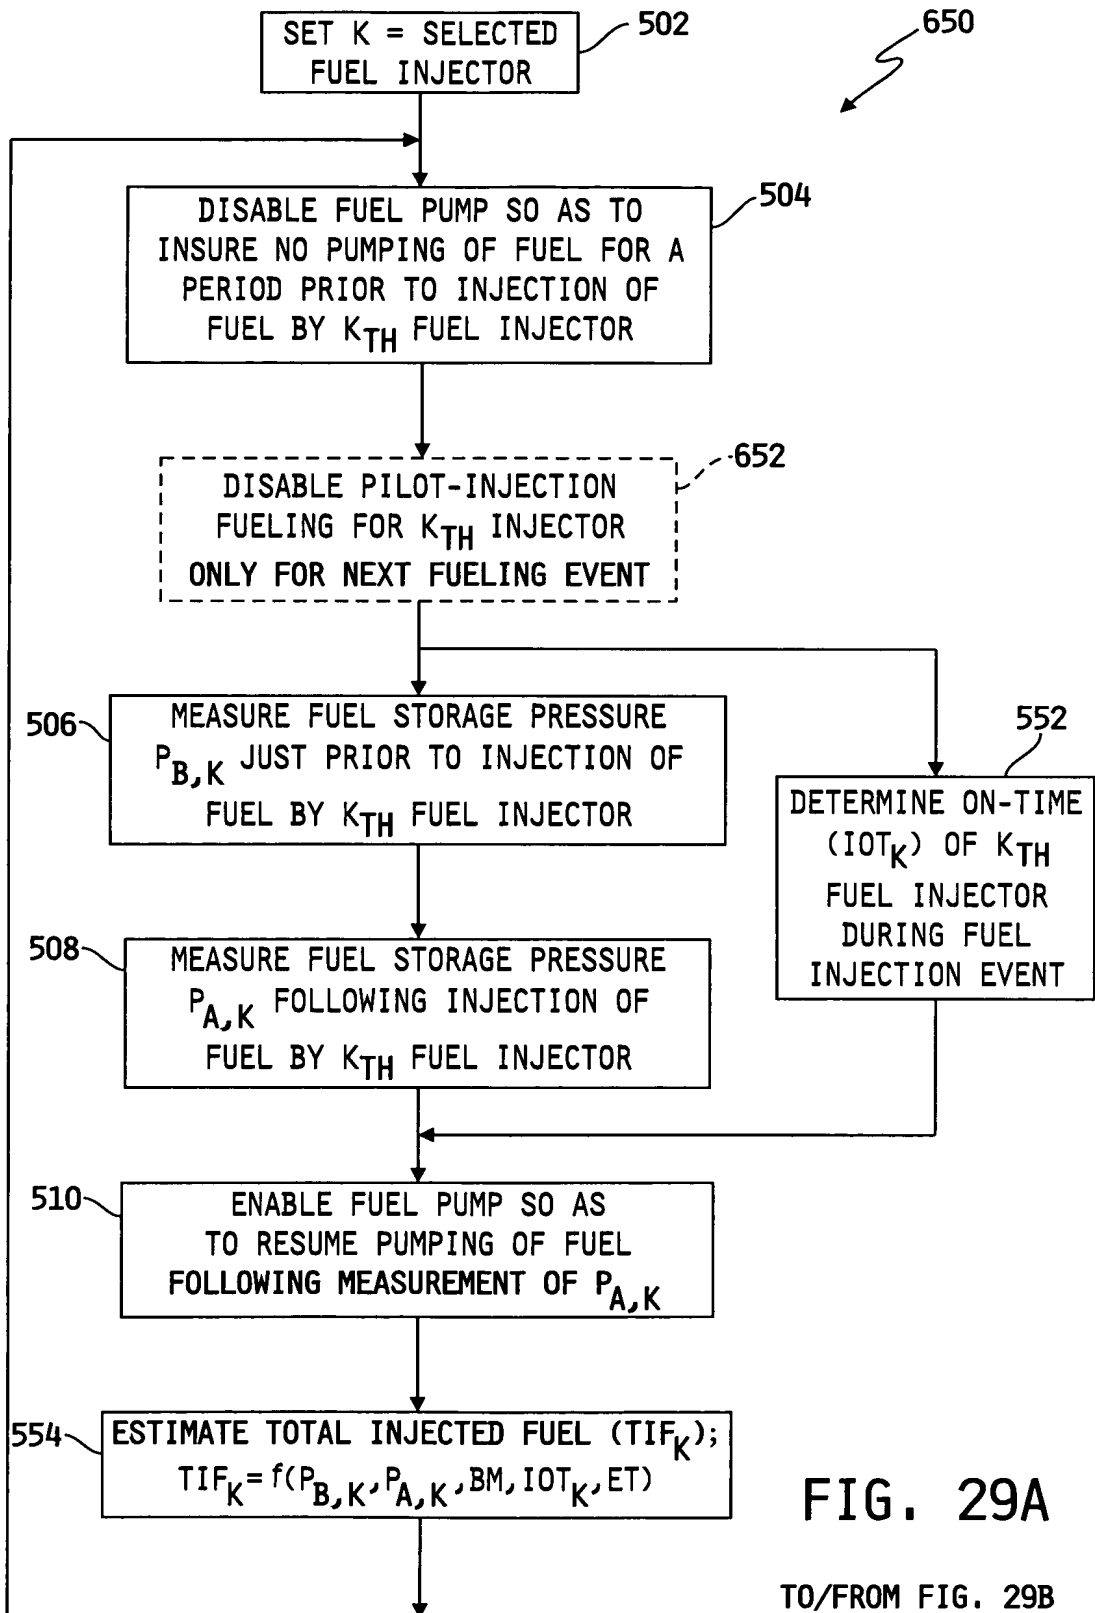 SET K = SELECTED
FUEL INJECTOR
502
650
DISABLE FUEL PUMP SO AS TO
INSURE NO PUMPING OF FUEL FOR A
PERIOD PRIOR TO INJECTION OF
FUEL BY KTH FUEL INJECTOR
504
DISABLE PILOT-INJECTION
FUELING FOR KTH INJECTOR
ONLY FOR NEXT FUELING EVENT
652
506
MEASURE FUEL STORAGE PRESSURE
PB,K JUST PRIOR TO INJECTION OF
FUEL BY KTH FUEL INJECTOR
552
DETERMINE ON-TIME
(IOTK) OF KTH
FUEL INJECTOR
DURING FUEL
INJECTION EVENT
508
MEASURE FUEL STORAGE PRESSURE
PA,K FOLLOWING INJECTION OF
FUEL BY KTH FUEL INJECTOR
510
ENABLE FUEL PUMP SO AS
TO RESUME PUMPING OF FUEL
FOLLOWING MEASUREMENT OF PA,K
554
ESTIMATE TOTAL INJECTED FUEL (TIFK);
TIFK=f(PB,K,PA,K,BM,IOTK,ET)
FIG. 29A
TO/FROM FIG. 29B